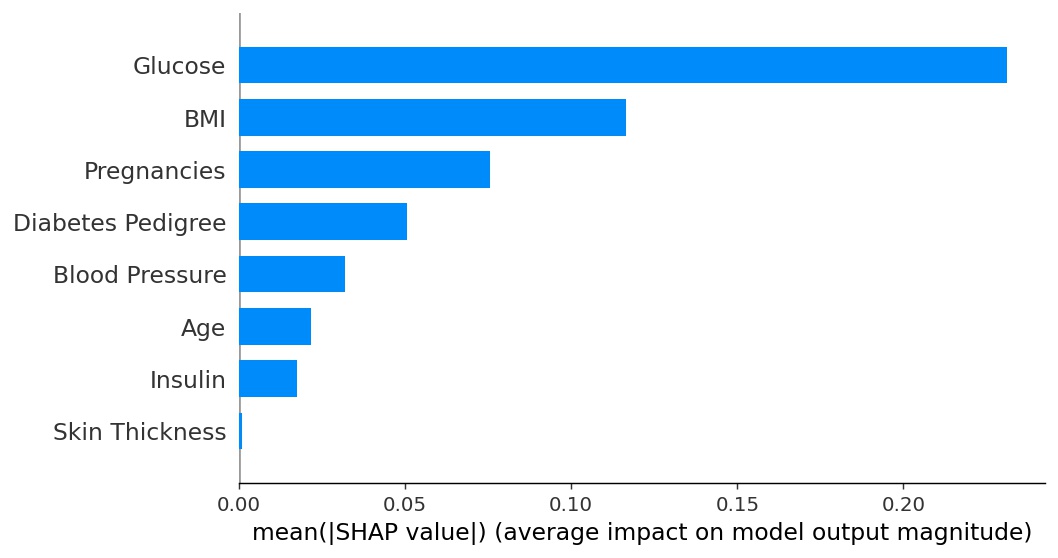 Glucose
BMI
Pregnancies
Diabetes Pedigree
Blood Pressure
Age
Insulin
Skin Thickness
0.00 0.05 0.10 0.15 0.20
mean(|SHAP value|) (average impact on model output magnitude)